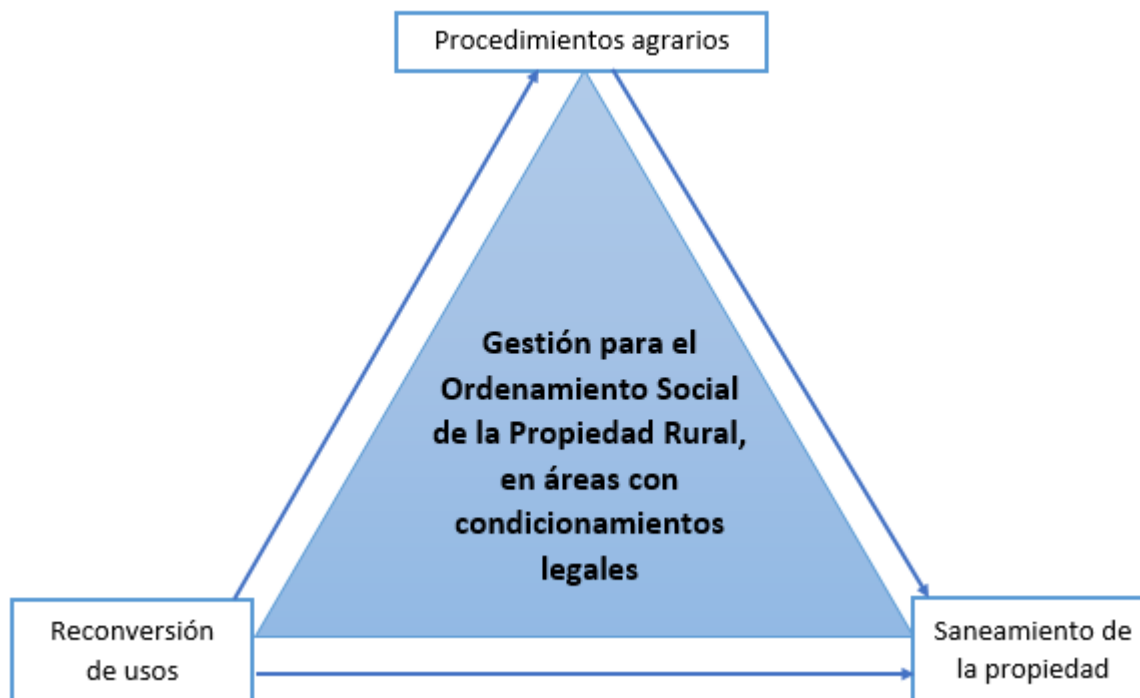 Procedimientos agrarios
Gestión para el
Ordenamiento Social
de la Propiedad Rural,
en áreas con
condicionamientos
legales
Reconversión
de usos
Saneamiento de
la propiedad